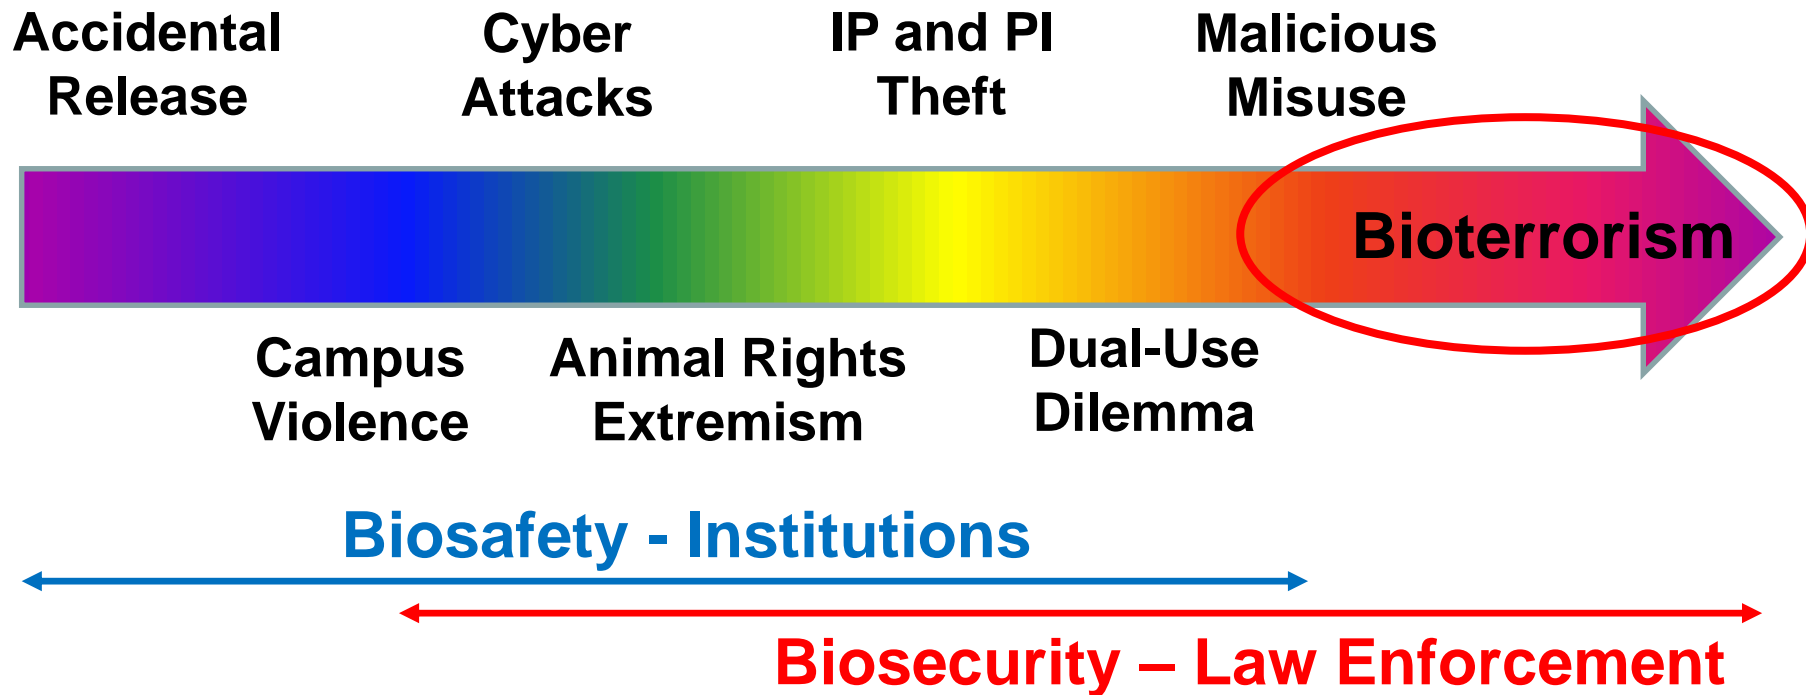 Accidental
Release
Cyber
Attacks
IP and PI
Theft
Malicious
Misuse
Bioterrorism
Campus
Violence
Animal Rights
Extremism
Dual-Use
Dilemma
Biosafety - Institutions
Biosecurity – Law Enforcement